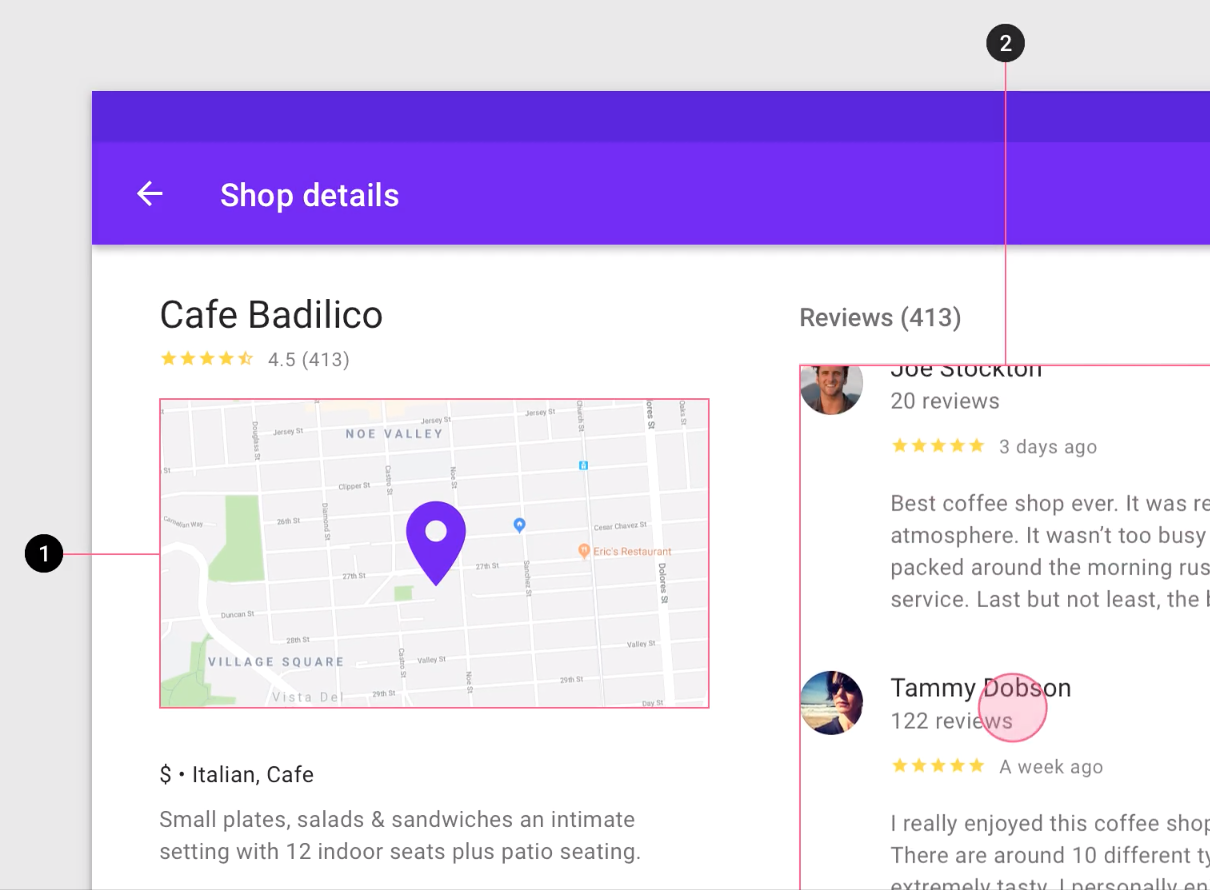 2
Shop details
Cafe Badilico
4.5 (413)
Jersey St
Jersey St
Jersey St
Church St
Dolores St
Oaks St
Douglass St
NOE VALLEY
St
Castro St
Noe St
Clipper St
Diamond St
26th St
Cesar Chavez St
Eric's Restaurant
27th St
27th St
Sanchez St
Dolores St
Duncan St
28th St
Valley St
VILLAGE SQUARE
Castro St
Valley St
Noe St
29th St
Vista Del
29th St
Day St
1
$ • Italian, Cafe
Small plates, salads & sandwiches an intimate
setting with 12 indoor seats plus patio seating.
Reviews (413)
Joe Stockton
20 reviews
3 days ago
Best coffee shop ever. It was re
atmosphere. It wasn’t too busy
packed around the morning rus
service. Last but not least, the b
Tammy Dobson
122 reviews
A week ago
I really enjoyed this coffee shop
There are around 10 different ty
extremely tasty. I personally en